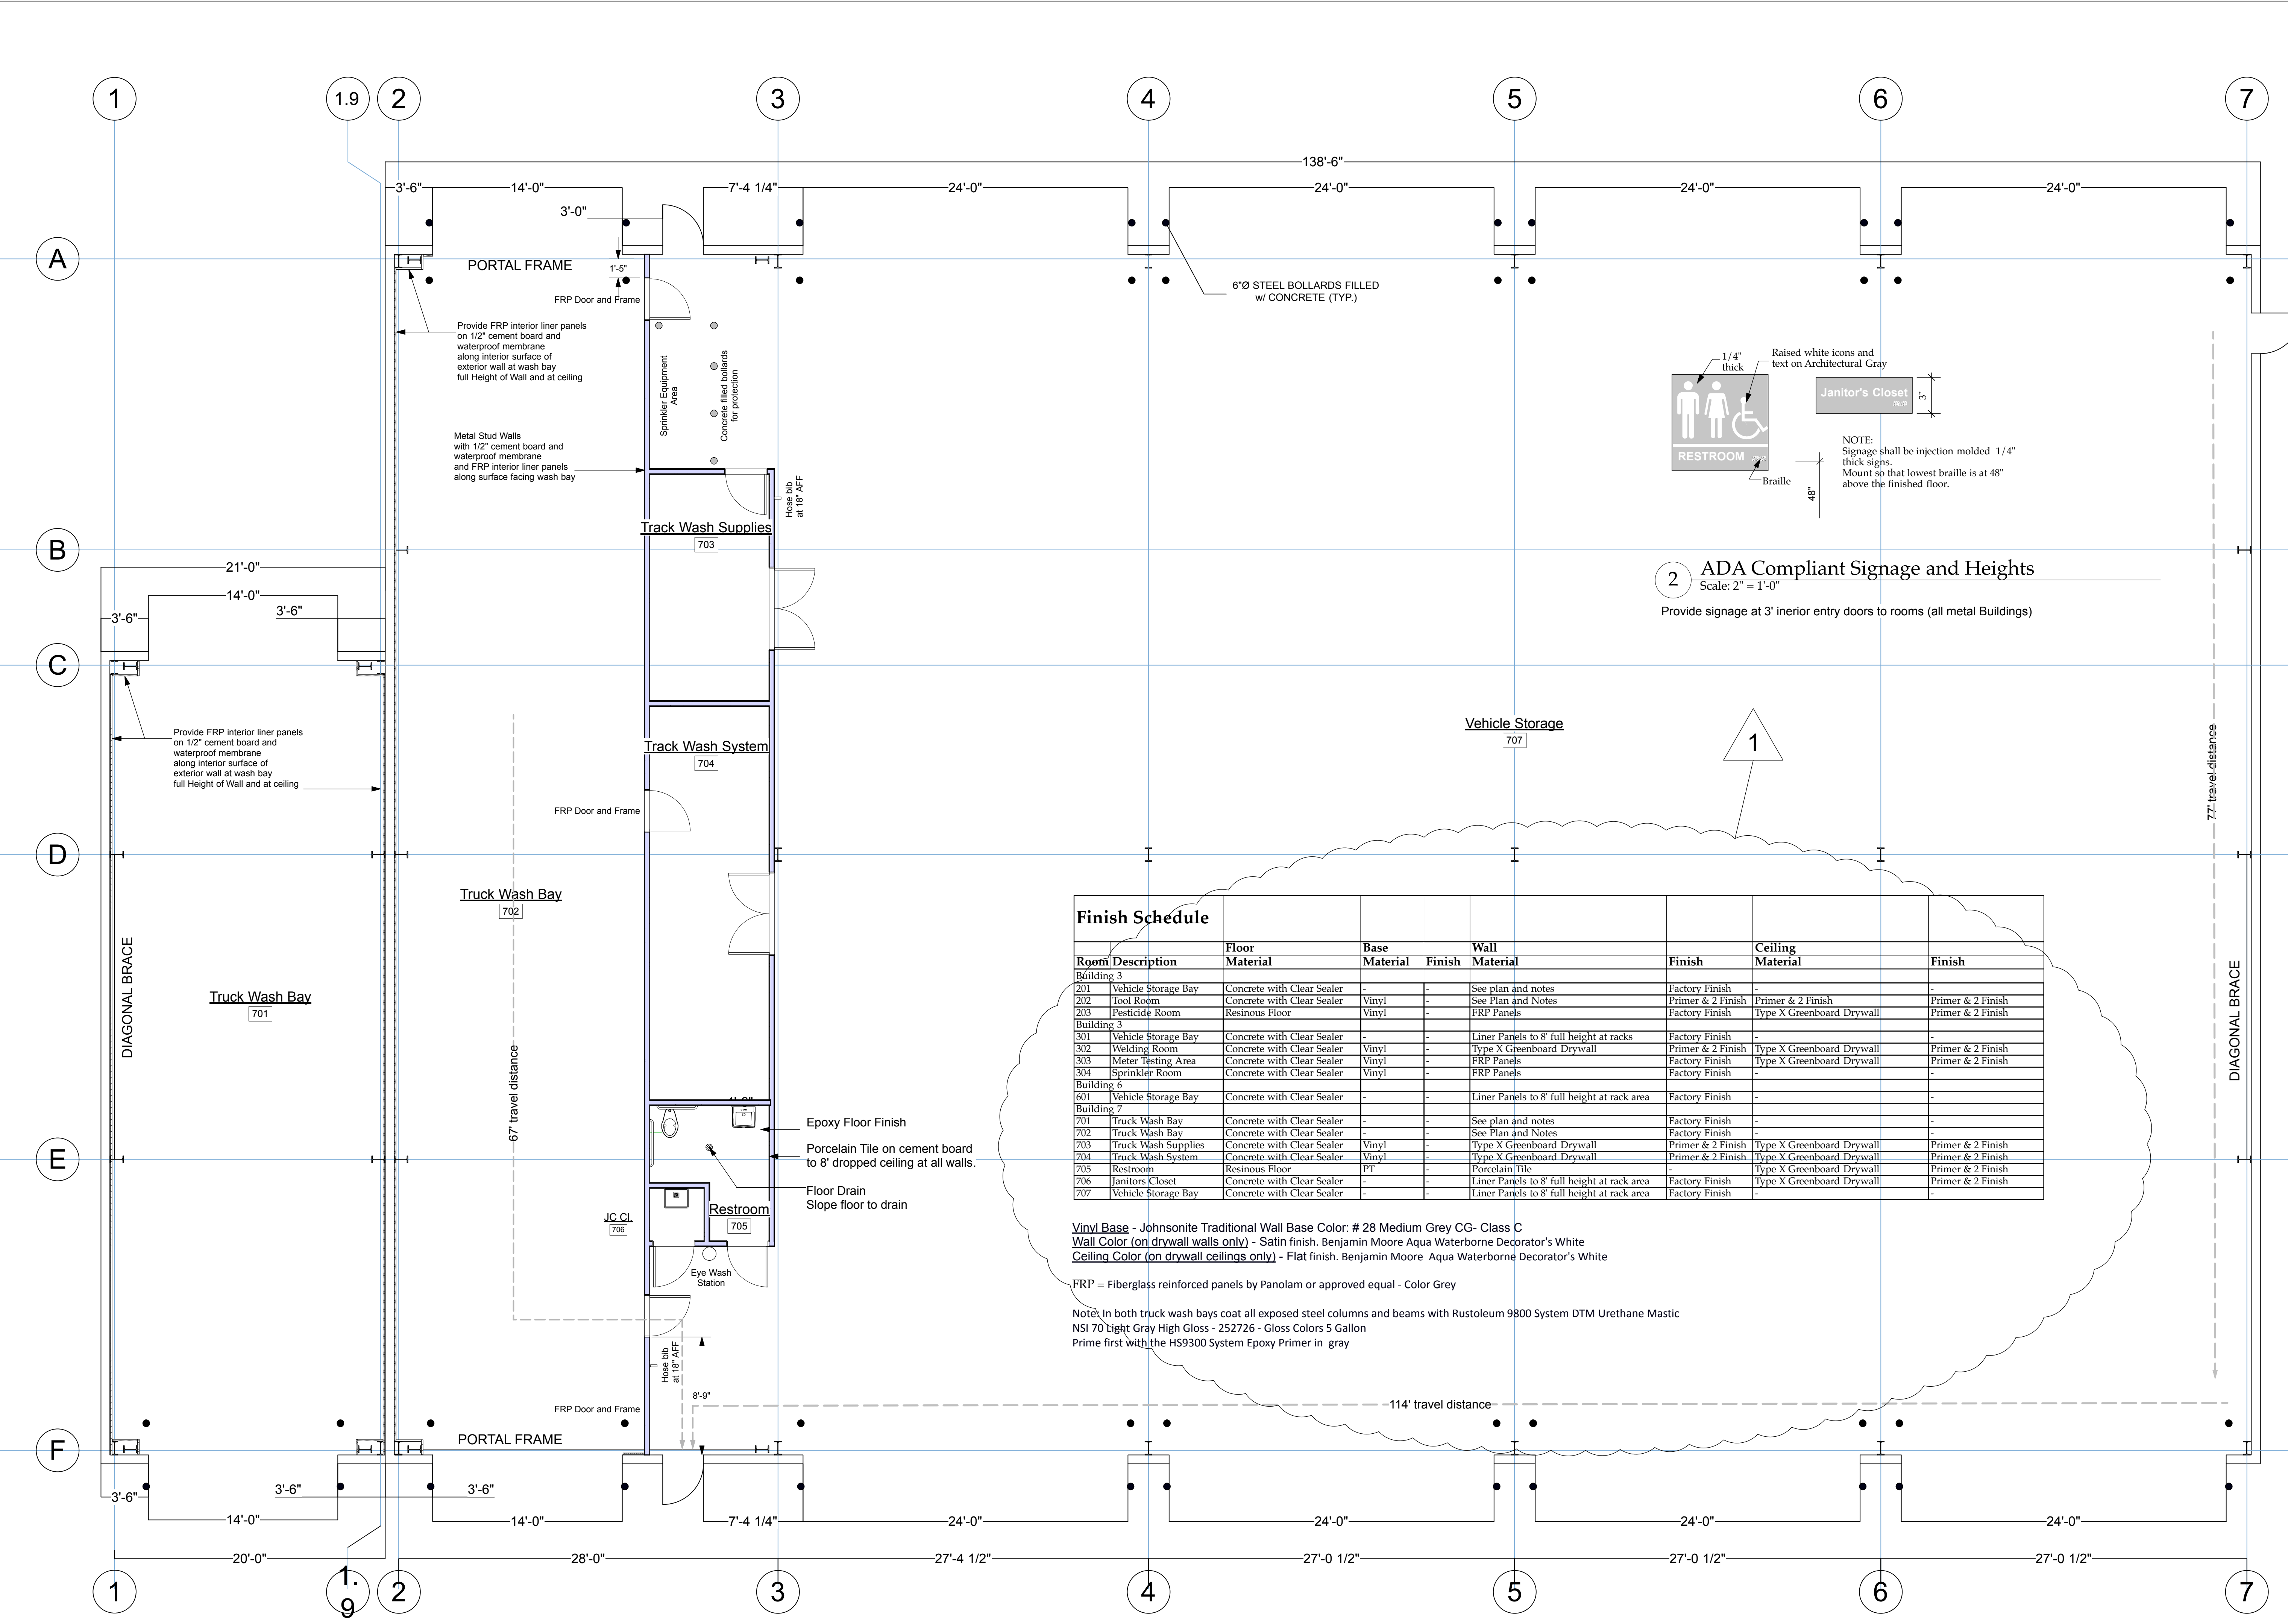 1
1.9
2
3
4
5
6
7
138'-6"
3'-6"
14'-0"
7'-4 1/4"
24'-0"
24'-0"
24'-0"
24'-0"
3'-0"
A
PORTAL FRAME
1'-5"
FRP Door and Frame
6"Ø STEEL BOLLARDS FILLED
w/ CONCRETE (TYP.)
Provide FRP interior liner panels
on 1/2" cement board and
waterproof membrane
along interior surface of
exterior wall at wash bay
full Height of Wall and at ceiling
Sprinkler Equipment
Area
Concrete filled bollards
for protection
1/4"
thick
Raised white icons and
text on Architectural Gray
RESTROOM
Braille
48"
Janitor's Closet
3"
NOTE:
Signage shall be injection molded 1/4"
thick signs.
Mount so that lowest braille is at 48"
above the finished floor.
Metal Stud Walls
with 1/2" cement board and
waterproof membrane
and FRP interior liner panels
along surface facing wash bay
Hose bib
at 18" AFF
Track Wash Supplies
703
B
21'-0"
14'-0"
3'-6"
3'-6"
2
ADA Compliant Signage and Heights
Scale: 2" = 1'-0"
Provide signage at 3' inerior entry doors to rooms (all metal Buildings)
C
Provide FRP interior liner panels
on 1/2" cement board and
waterproof membrane
along interior surface of
exterior wall at wash bay
full Height of Wall and at ceiling
Track Wash System
704
Vehicle Storage
707
1
77' travel distance
FRP Door and Frame
D
Truck Wash Bay
702
DIAGONAL BRACE
Truck Wash Bay
701
67' travel distance
DIAGONAL BRACE
Finish Schedule
Floor Base Wall Ceiling
Room Description Material Material Finish Material Finish Material Finish
Building 3
201 Vehicle Storage Bay Concrete with Clear Sealer - - See plan and notes Factory Finish - -
202 Tool Room Concrete with Clear Sealer Vinyl - See Plan and Notes Primer & 2 Finish Primer & 2 Finish Primer & 2 Finish
203 Pesticide Room Resinous Floor Vinyl - FRP Panels Factory Finish Type X Greenboard Drywall Primer & 2 Finish
Building 3
301 Vehicle Storage Bay Concrete with Clear Sealer - - Liner Panels to 8' full height at racks Factory Finish - -
302 Welding Room Concrete with Clear Sealer Vinyl - Type X Greenboard Drywall Primer & 2 Finish Type X Greenboard Drywall Primer & 2 Finish
303 Meter Testing Area Concrete with Clear Sealer Vinyl - FRP Panels Factory Finish Type X Greenboard Drywall Primer & 2 Finish
304 Sprinkler Room Concrete with Clear Sealer Vinyl - FRP Panels Factory Finish - -
Building 6
601 Vehicle Storage Bay Concrete with Clear Sealer - - Liner Panels to 8' full height at rack area Factory Finish - -
Building 7
701 Truck Wash Bay Concrete with Clear Sealer - - See plan and notes Factory Finish - -
702 Truck Wash Bay Concrete with Clear Sealer - - See Plan and Notes Factory Finish - -
703 Truck Wash Supplies Concrete with Clear Sealer Vinyl - Type X Greenboard Drywall Primer & 2 Finish Type X Greenboard Drywall Primer & 2 Finish
704 Truck Wash System Concrete with Clear Sealer Vinyl - Type X Greenboard Drywall Primer & 2 Finish Type X Greenboard Drywall Primer & 2 Finish
705 Restroom Resinous Floor PT - Porcelain Tile - Type X Greenboard Drywall Primer & 2 Finish
706 Janitors Closet Concrete with Clear Sealer - - Liner Panels to 8' full height at rack area Factory Finish Type X Greenboard Drywall Primer & 2 Finish
707 Vehicle Storage Bay Concrete with Clear Sealer - - Liner Panels to 8' full height at rack area Factory Finish - -
Epoxy Floor Finish
Porcelain Tile on cement board
to 8' dropped ceiling at all walls.
Floor Drain
Slope floor to drain
E
JC Cl.
706
Restroom
705
Eye Wash
Station
Vinyl Base - Johnsonite Traditional Wall Base Color: # 28 Medium Grey CG- Class C
Wall Color (on drywall walls only) - Satin finish. Benjamin Moore Aqua Waterborne Decorator's White
Ceiling Color (on drywall ceilings only) - Flat finish. Benjamin Moore Aqua Waterborne Decorator's White
FRP = Fiberglass reinforced panels by Panolam or approved equal - Color Grey
Note: In both truck wash bays coat all exposed steel columns and beams with Rustoleum 9800 System DTM Urethane Mastic
NSI 70 Light Gray High Gloss - 252726 - Gloss Colors 5 Gallon
Prime first with the HS9300 System Epoxy Primer in gray
Hose bib
at 18" AFF
8'-9"
FRP Door and Frame
114' travel distance
F
PORTAL FRAME
3'-6"
3'-6"
3'-6"
14'-0"
14'-0"
7'-4 1/4"
24'-0"
24'-0"
24'-0"
24'-0"
20'-0"
28'-0"
27'-4 1/2"
27'-0 1/2"
27'-0 1/2"
27'-0 1/2"
1
1.
9
2
3
4
5
6
7